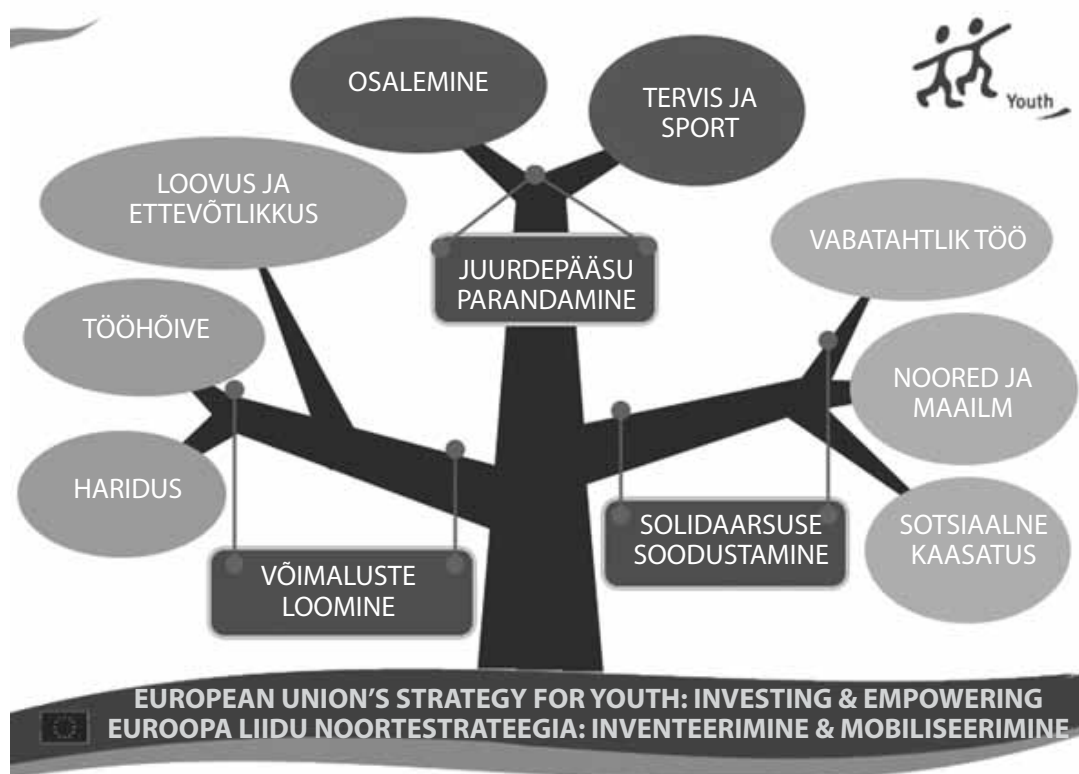 OSALEMINE
TERVIS JA
SPORT
Youth
LOOVUS JA
ETTEVÕTLIKKUS
VABATAHTLIK TÖÖ
JUURDEPÄÄSU
PARANDAMINE
TÖÖHÕIVE
NOORED JA
MAAILM
HARIDUS
SOLIDAARSUSE
SOODUSTAMINE
SOTSIAALNE
KAASATUS
VÕIMALUSTE
LOOMINE
EUROPEAN UNION'S STRATEGY FOR YOUTH: INVESTING & EMPOWERING
EUROOPA LIIDU NOORTESTRATEEGIA: INVENTEERIMINE & MOBILISEERIMINE